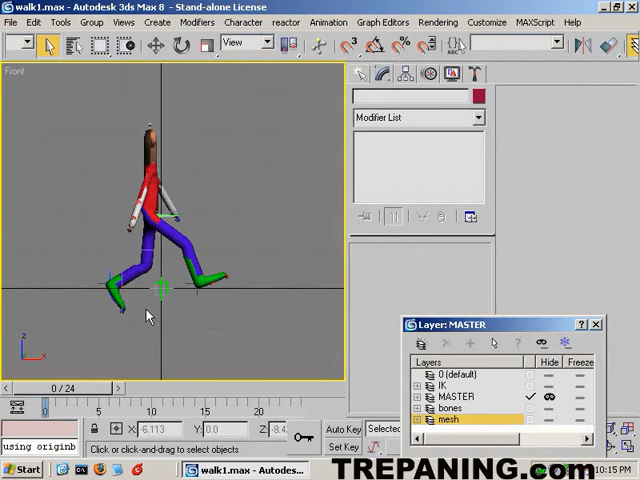 walk1.max - Autodesk 3ds Max 8 - Stand-alone License
File Edit Tools Group Views Create Modifiers Character reactor Animation Graph Editors Rendering Customize MAXScript Help
View
Front
Modifier List
Layer: MASTER
Layers Hide Freeze
0 (default)
IK
MASTER
bones
mesh
z
x
0 / 24
0 5 10 15 20
X: -6.113 Y: 0.0 Z: -8.4
Auto Key Selected
using originb Click or click-and-drag to select objects Set Key
Start walk1.max - Autodes... 10:15 PM
TREPANING.com